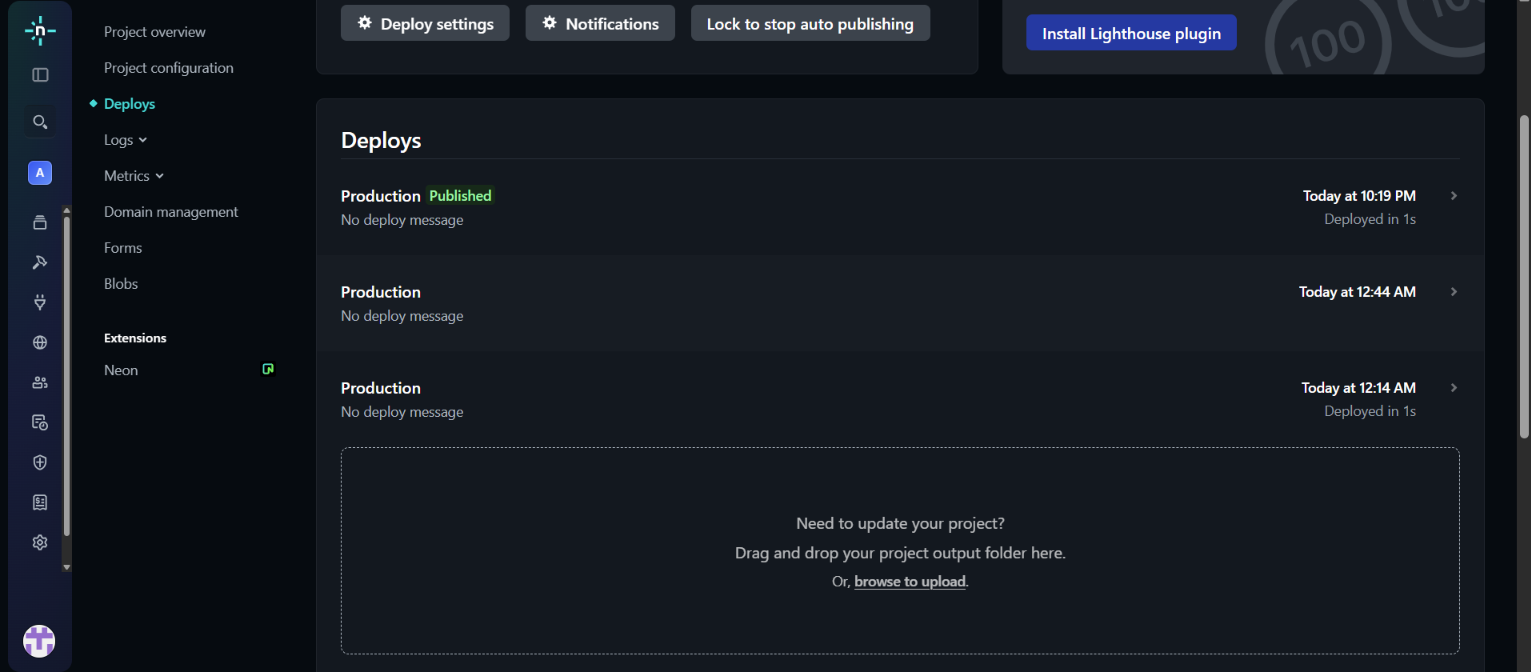 n
A
Project overview
Project configuration
Deploys
Logs
Metrics
Domain management
Forms
Blobs
Extensions
Neon
Deploy settings
Notifications
Lock to stop auto publishing
Install Lighthouse plugin
100
100
Deploys
Production Published
Today at 10:19 PM
No deploy message
Deployed in 1s
Production
Today at 12:44 AM
No deploy message
Production
Today at 12:14 AM
No deploy message
Deployed in 1s
Need to update your project?
Drag and drop your project output folder here.
Or, browse to upload.